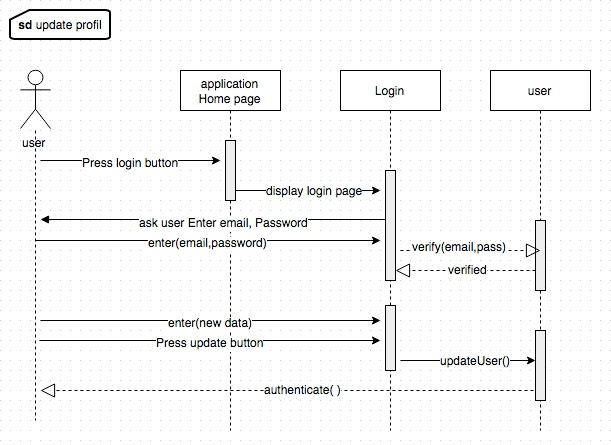 sd update profil
application
Home page
Login
user
user
Press login button
display login page
ask user Enter email, Password
enter(email,password)
verify(email,pass)
verified
enter(new data)
Press update button
updateUser()
authenticate( )